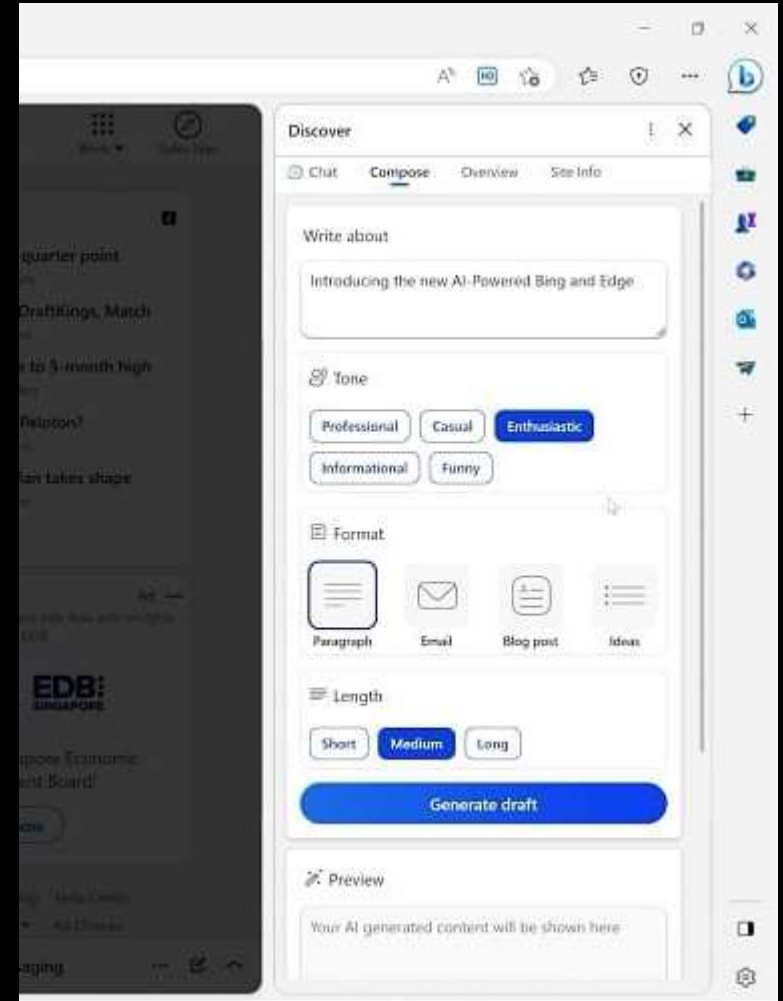 Discover
Chat Compose Overview Site Info
Write about
Introducing the new AI-Powered Bing and Edge
Tone
Professional Casual Enthusiastic
Informational Funny
Format
Paragraph Email Blog post Ideas
Length
Short Medium Long
Generate draft
Preview
Your AI generated content will be shown here
quarter point
DraftKings, Match
to 5-month high
Peloton?
takes shape
Ad
EDB
SINGAPORE
Economic
Board!